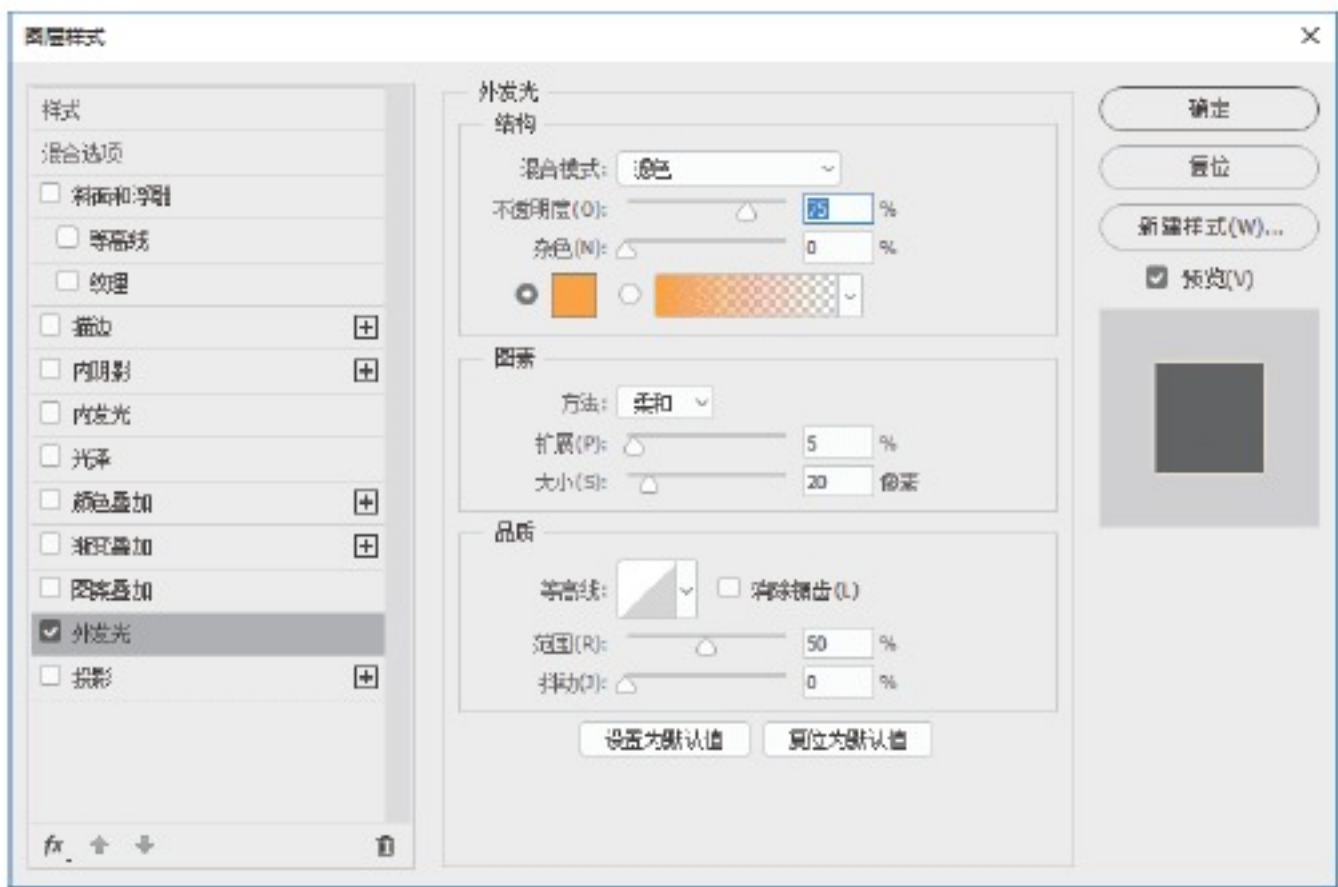 图层样式
样式
混合选项
斜面和浮雕
等高线
纹理
描边
内阴影
内发光
光泽
颜色叠加
渐变叠加
图案叠加
外发光
投影
fx
外发光
结构
混合模式: 滤色
不透明度(O): 75 %
杂色(N): 0 %
图素
方法: 柔和
扩展(P): 5 %
大小(S): 20 像素
品质
等高线: 消除锯齿(L)
范围(R): 50 %
抖动(J): 0 %
设置为默认值 复位为默认值
确定
复位
新建样式(W)...
预览(V)